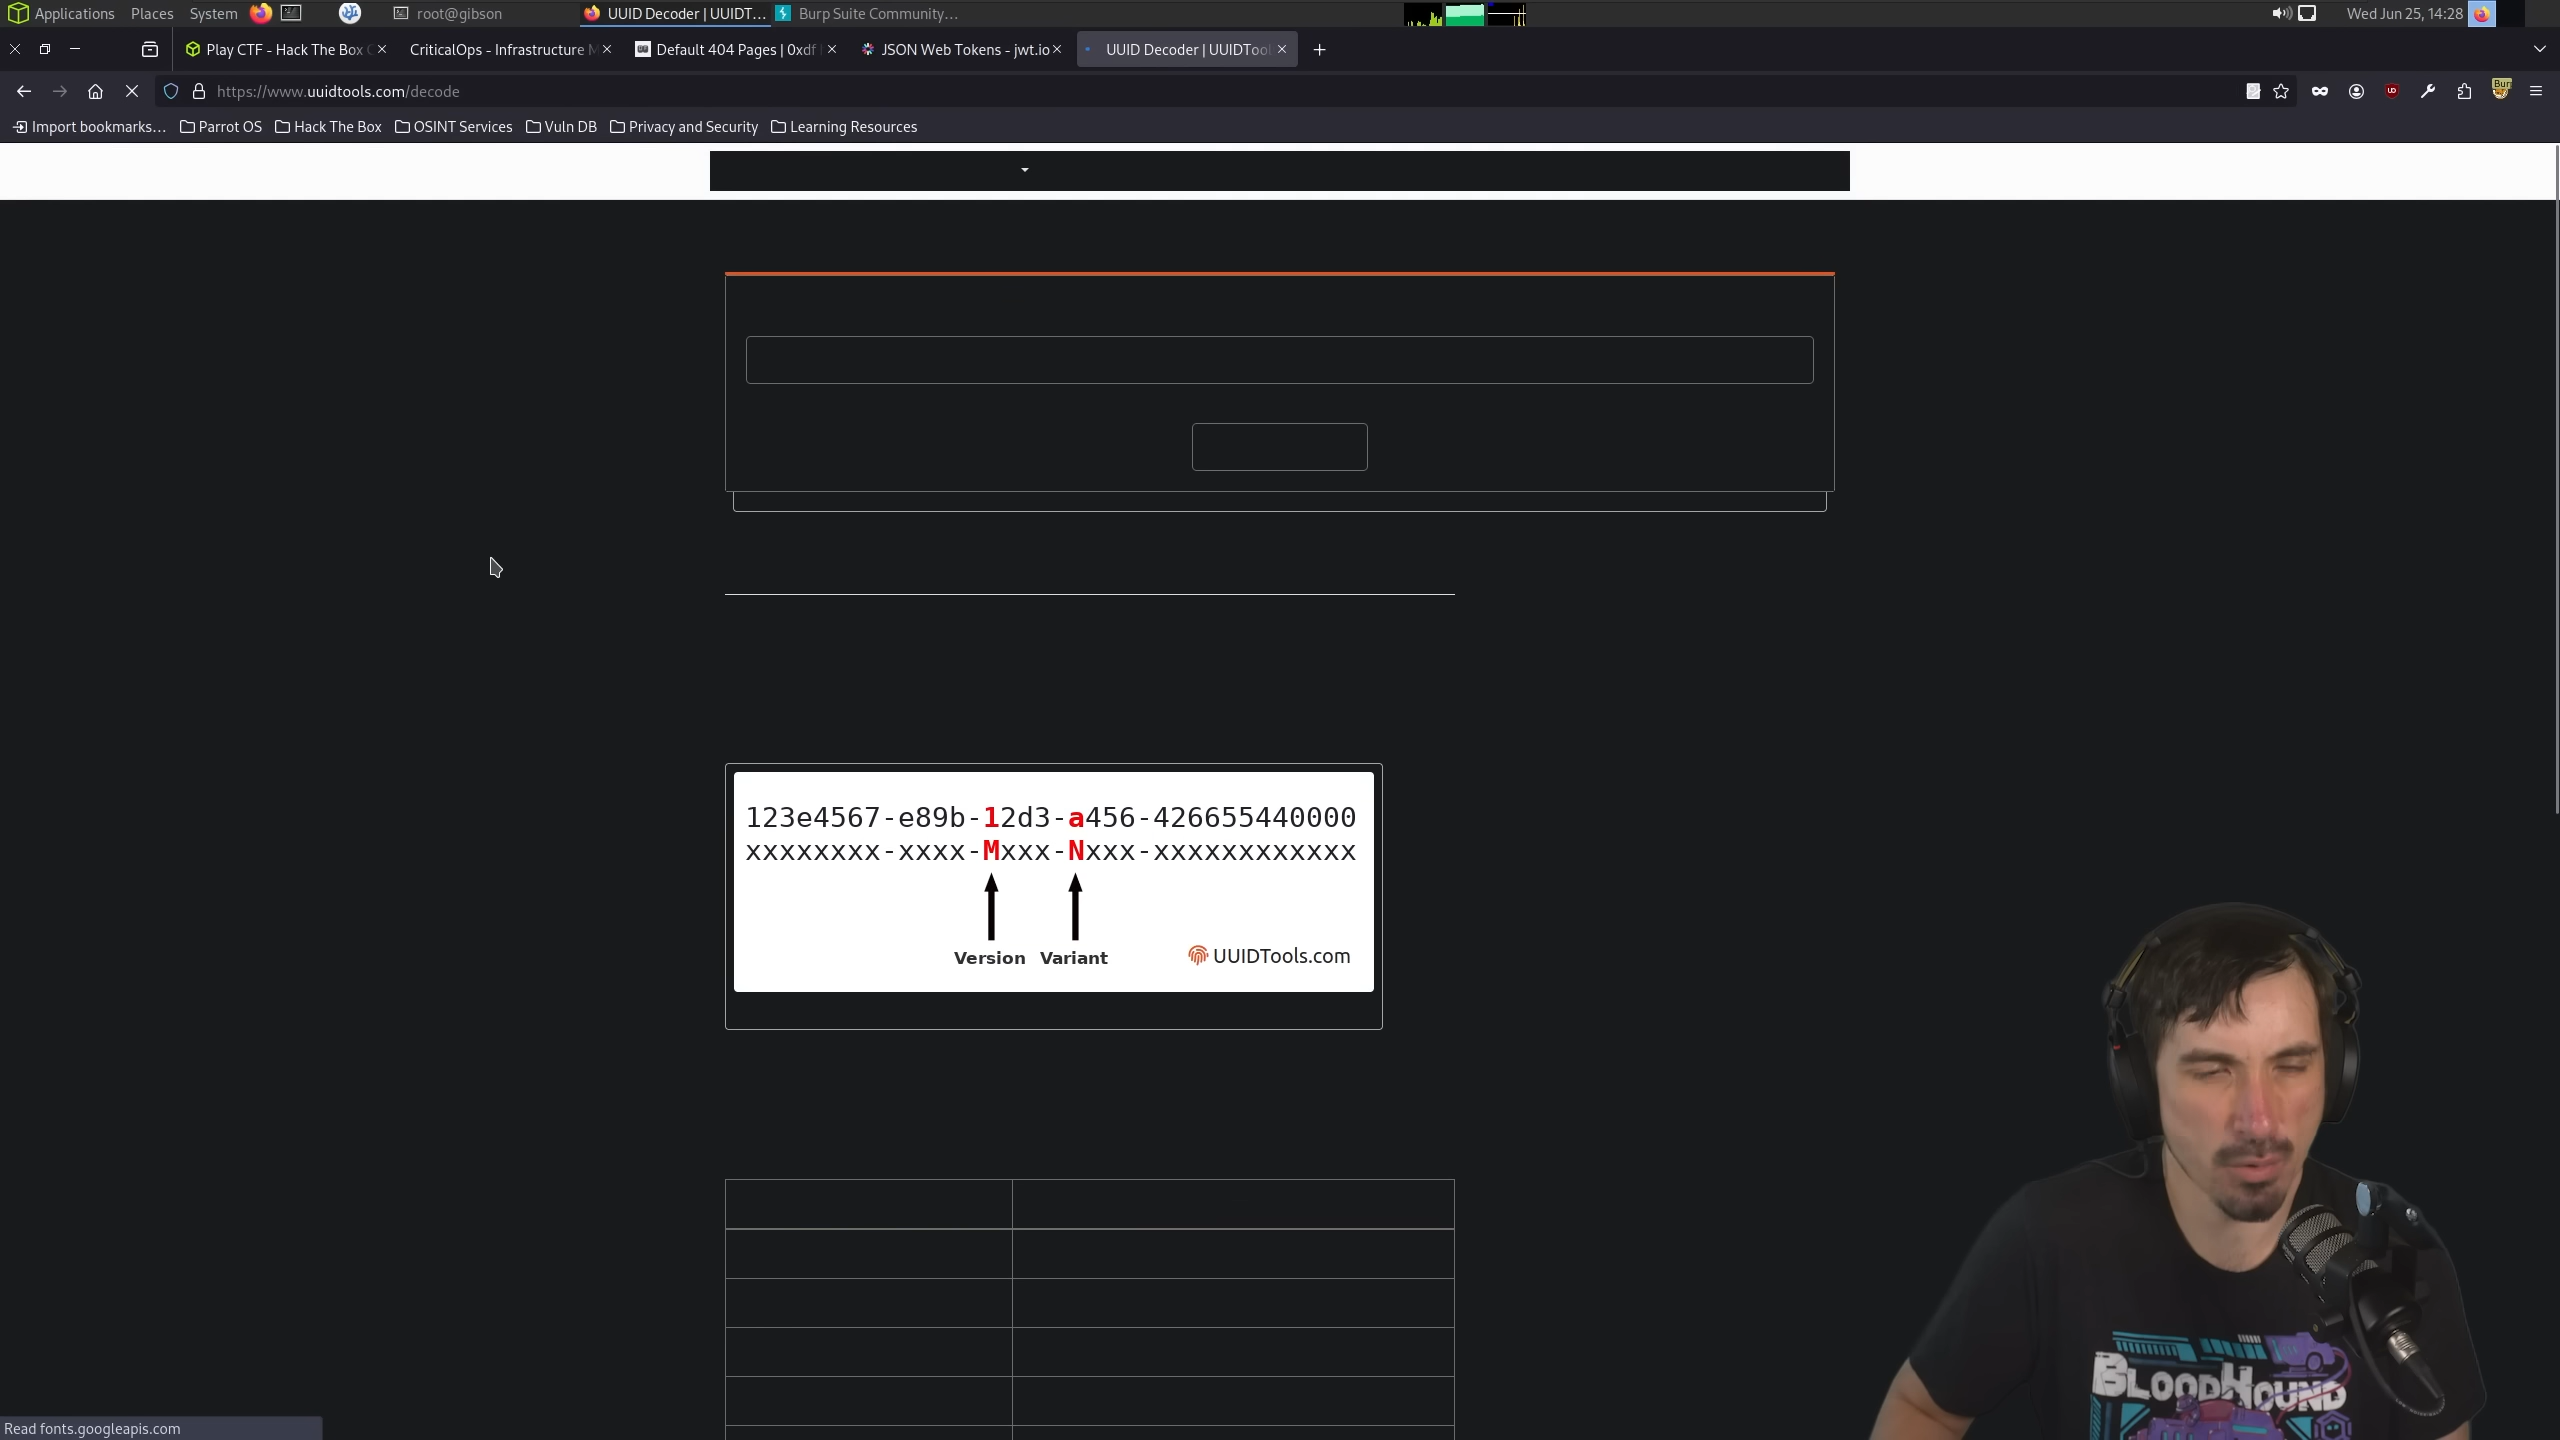 Applications Places System root@gibson UUID Decoder | UUIDT... Burp Suite Community... Wed Jun 25, 14:28
Play CTF - Hack The Box CriticalOps - Infrastructure Default 404 Pages | 0xdf JSON Web Tokens - jwt.io UUID Decoder | UUIDTool
https://www.uuidtools.com/decode
Import bookmarks... Parrot OS Hack The Box OSINT Services Vuln DB Privacy and Security Learning Resources
123e4567-e89b-12d3-a456-426655440000
xxxxxxxx-xxxx-Mxxx-Nxxx-xxxxxxxxxxxx
Version Variant UUIDTools.com
BLOODHOUND
Read fonts.googleapis.com